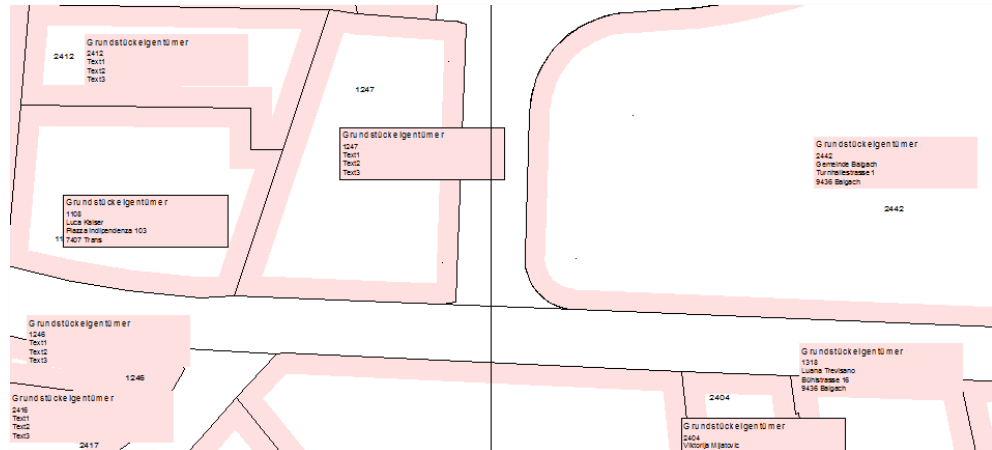 Grundstückeigentümer
2412
Text1
Text2
Text3
2412
1247
Grundstückeigentümer
1247
Text1
Text2
Text3
Grundstückeigentümer
2442
Gemeinde Balgach
Turnhallestrasse 1
9436 Balgach
2442
Grundstückeigentümer
1108
Luca Kaiser
Piazza Indipendenza 103
7407 Trans
11
Grundstückeigentümer
1246
Text1
Text2
Text3
1246
Grundstückeigentümer
2416
Text1
Text2
Text3
2417
Grundstückeigentümer
1318
Luana Trevisano
Bühlstrasse 16
9436 Balgach
2404
Grundstückeigentümer
2404
Viktorija Mijatovic